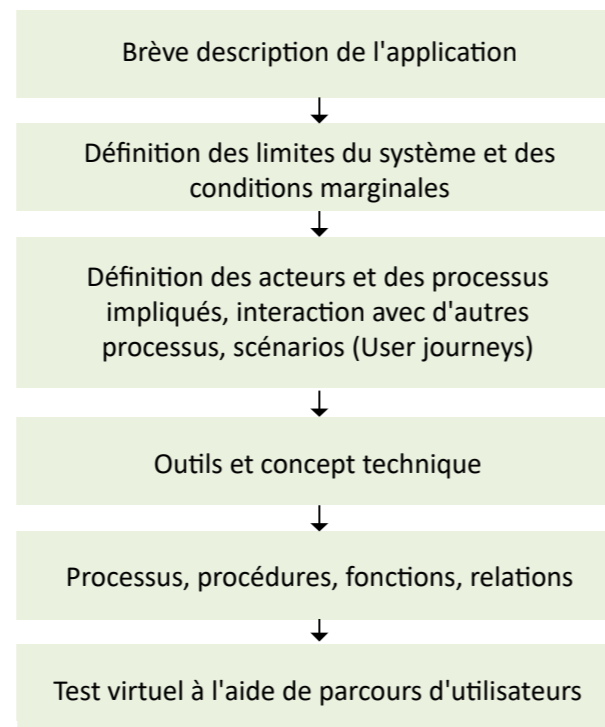 Brève description de l'application
Définition des limites du système et des
conditions marginales
Définition des acteurs et des processus
impliqués, interaction avec d'autres
processus, scénarios (User journeys)
Outils et concept technique
Processus, procédures, fonctions, relations
Test virtuel à l'aide de parcours d'utilisateurs